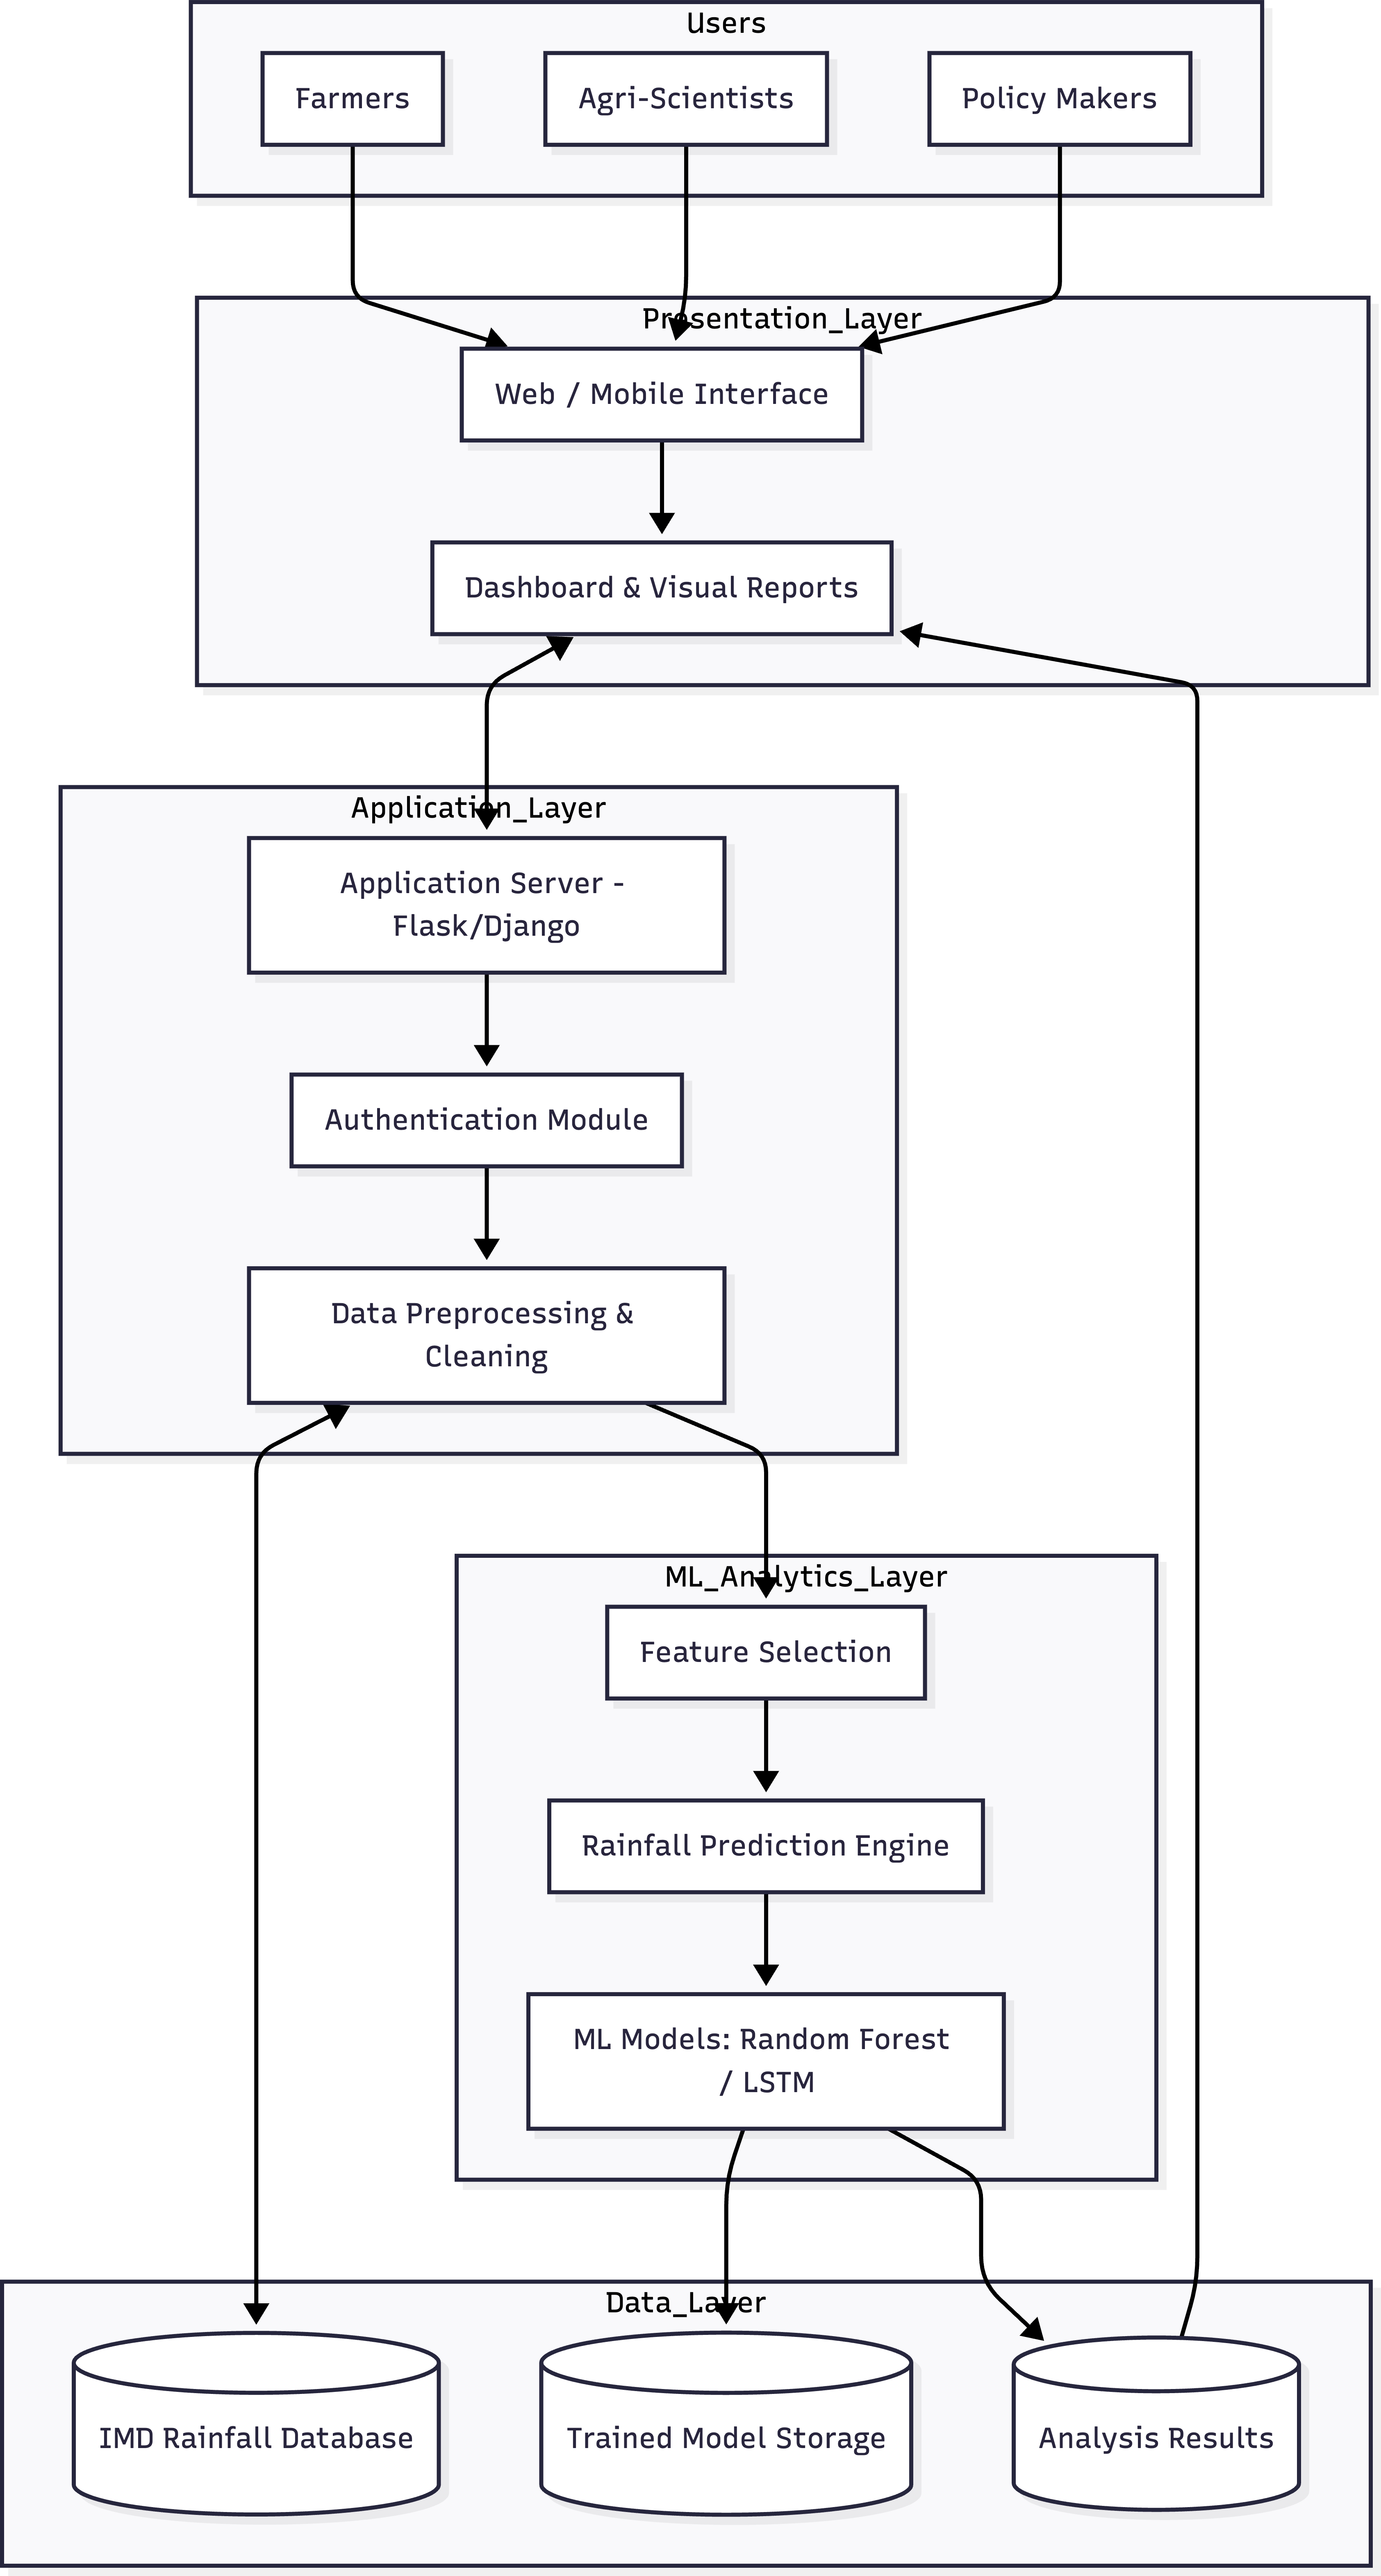 Users
Farmers
Agri-Scientists
Policy Makers
Presentation_Layer
Web / Mobile Interface
Dashboard & Visual Reports
Application_Layer
Application Server -
Flask/Django
Authentication Module
Data Preprocessing &
Cleaning
ML_Analytics_Layer
Feature Selection
Rainfall Prediction Engine
ML Models: Random Forest
/ LSTM
Data_Layer
IMD Rainfall Database
Trained Model Storage
Analysis Results